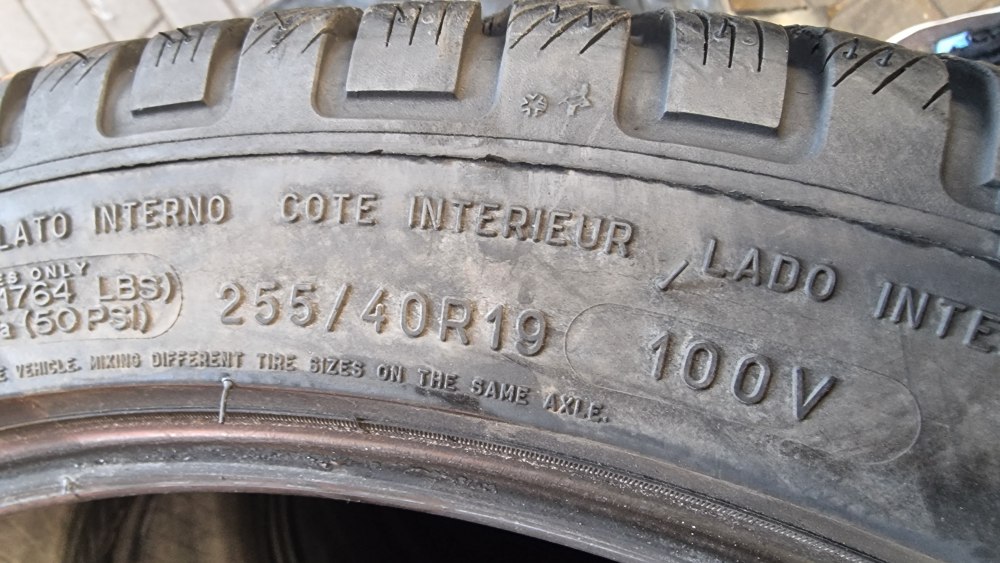 LATO INTERNO COTE INTERIEUR LADO
ONLY
1764 LBS)
(50 PSI)
255/40R19 100V
VEHICLE. MIXING DIFFERENT TIRE SIZES ON THE SAME AXLE.